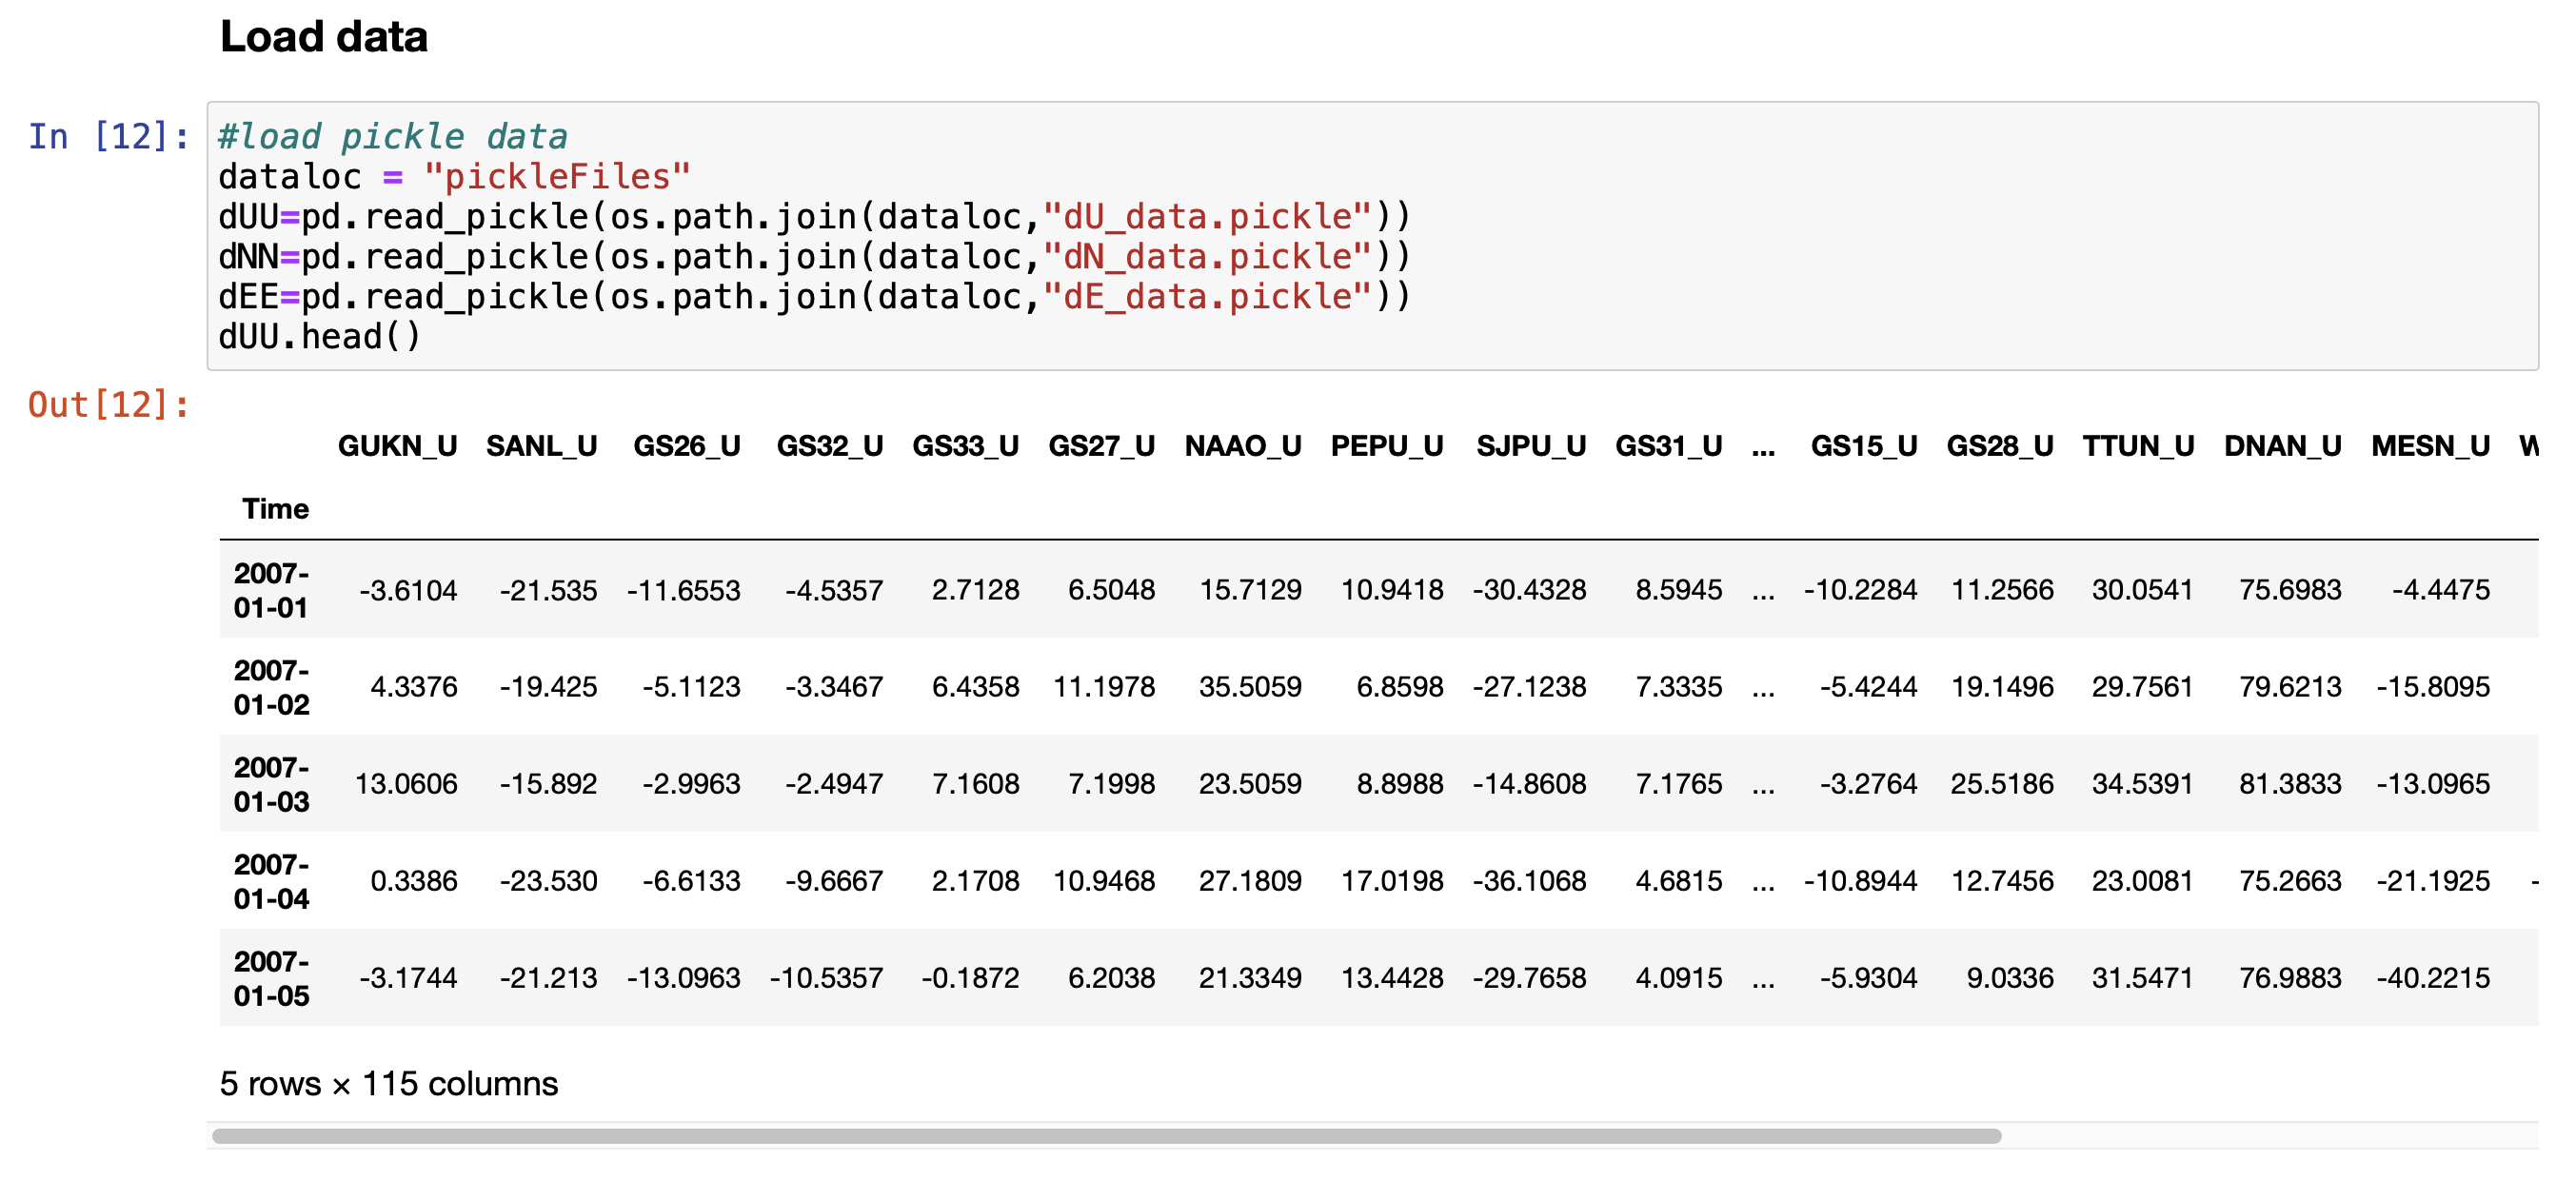 Load data
In [12]:
#load pickle data
dataloc = "pickleFiles"
dUU=pd.read_pickle(os.path.join(dataloc,"dU_data.pickle"))
dNN=pd.read_pickle(os.path.join(dataloc,"dN_data.pickle"))
dEE=pd.read_pickle(os.path.join(dataloc,"dE_data.pickle"))
dUU.head()
Out[12]:
GUKN_U SANL_U GS26_U GS32_U GS33_U GS27_U NAAO_U PEPU_U SJPU_U GS31_U ... GS15_U GS28_U TTUN_U DNAN_U MESN_U
Time
2007-01-01 -3.6104 -21.535 -11.6553 -4.5357 2.7128 6.5048 15.7129 10.9418 -30.4328 8.5945 ... -10.2284 11.2566 30.0541 75.6983 -4.4475
2007-01-02 4.3376 -19.425 -5.1123 -3.3467 6.4358 11.1978 35.5059 6.8598 -27.1238 7.3335 ... -5.4244 19.1496 29.7561 79.6213 -15.8095
2007-01-03 13.0606 -15.892 -2.9963 -2.4947 7.1608 7.1998 23.5059 8.8988 -14.8608 7.1765 ... -3.2764 25.5186 34.5391 81.3833 -13.0965
2007-01-04 0.3386 -23.530 -6.6133 -9.6667 2.1708 10.9468 27.1809 17.0198 -36.1068 4.6815 ... -10.8944 12.7456 23.0081 75.2663 -21.1925
2007-01-05 -3.1744 -21.213 -13.0963 -10.5357 -0.1872 6.2038 21.3349 13.4428 -29.7658 4.0915 ... -5.9304 9.0336 31.5471 76.9883 -40.2215
5 rows × 115 columns